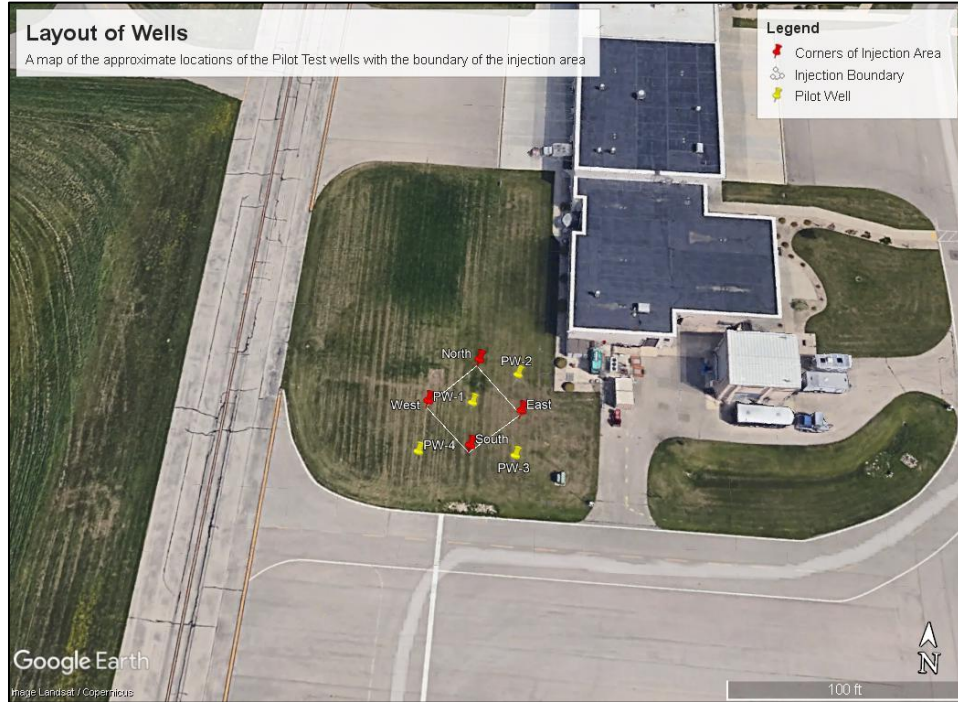 Layout of Wells
A map of the approximate locations of the Pilot Test wells with the boundary of the injection area
Legend
Corners of Injection Area
Injection Boundary
Pilot Well
North
PW-2
West
PW-1
East
PW-4
South
PW-3
Google Earth
Image Landsat / Copernicus
N
100 ft